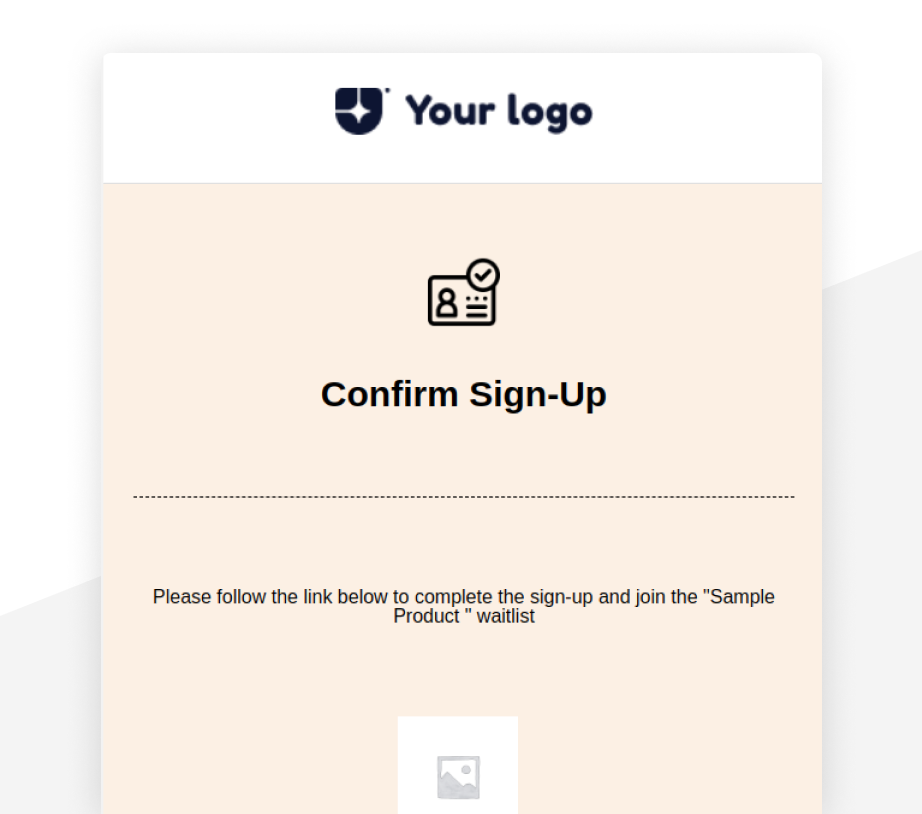 Your logo
Confirm Sign-Up
Please follow the link below to complete the sign-up and join the "Sample
Product " waitlist